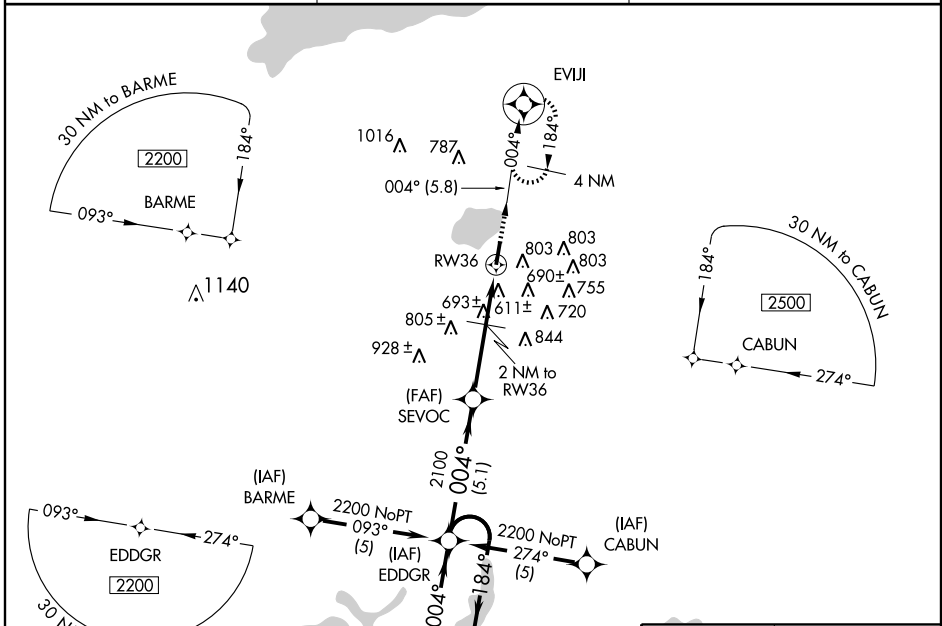 EVIJI
30 NM to BARME
2200
BARME
093°
184°
1140
1016
787
004°
184°
004° (5.8)
4 NM
RW36
803
803
803
690±
755
693±
611±
720
805 ±
844
928 ±
2 NM to
RW36
30 NM to CABUN
184°
2500
CABUN
274°
(FAF)
SEVOC
2100
004°
(5.1)
(IAF)
BARME
2200 NoPT
093°
(5)
(IAF)
EDDGR
2200 NoPT
274°
(5)
(IAF)
CABUN
004°
184°
093°
274°
EDDGR
2200
30 N